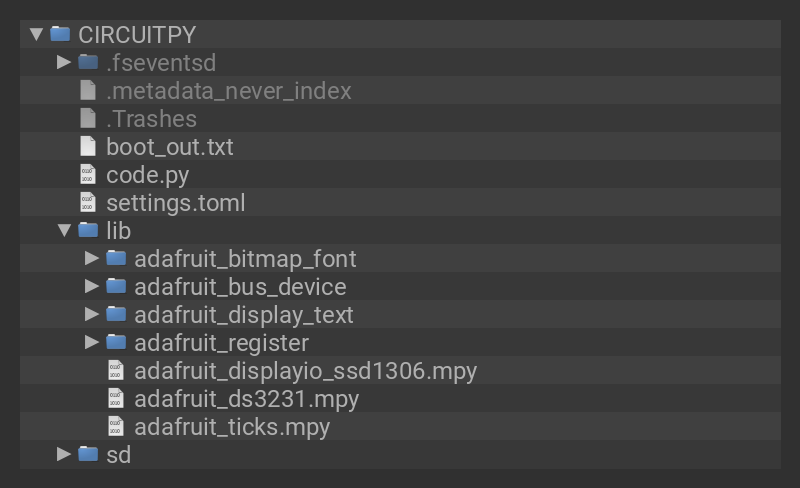 CIRCUITPY
.fseventsd
.metadata_never_index
.Trashes
boot_out.txt
code.py
settings.toml
lib
adafruit_bitmap_font
adafruit_bus_device
adafruit_display_text
adafruit_register
adafruit_displayio_ssd1306.mpy
adafruit_ds3231.mpy
adafruit_ticks.mpy
sd